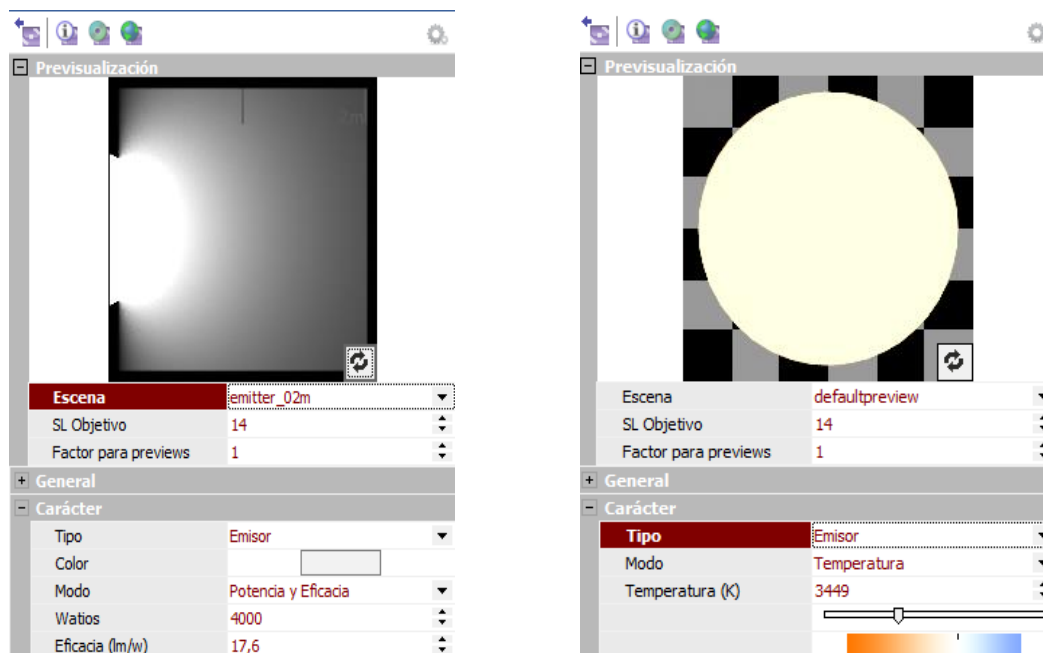 Previsualización
2m
Escena emitter_02m
SL Objetivo 14
Factor para previews 1
General
Carácter
Tipo Emisor
Color
Modo Potencia y Eficacia
Watios 4000
Eficacia (lm/w) 17,6
Previsualización
Escena defaultpreview
SL Objetivo 14
Factor para previews 1
General
Carácter
Tipo Emisor
Modo Temperatura
Temperatura (K) 3449